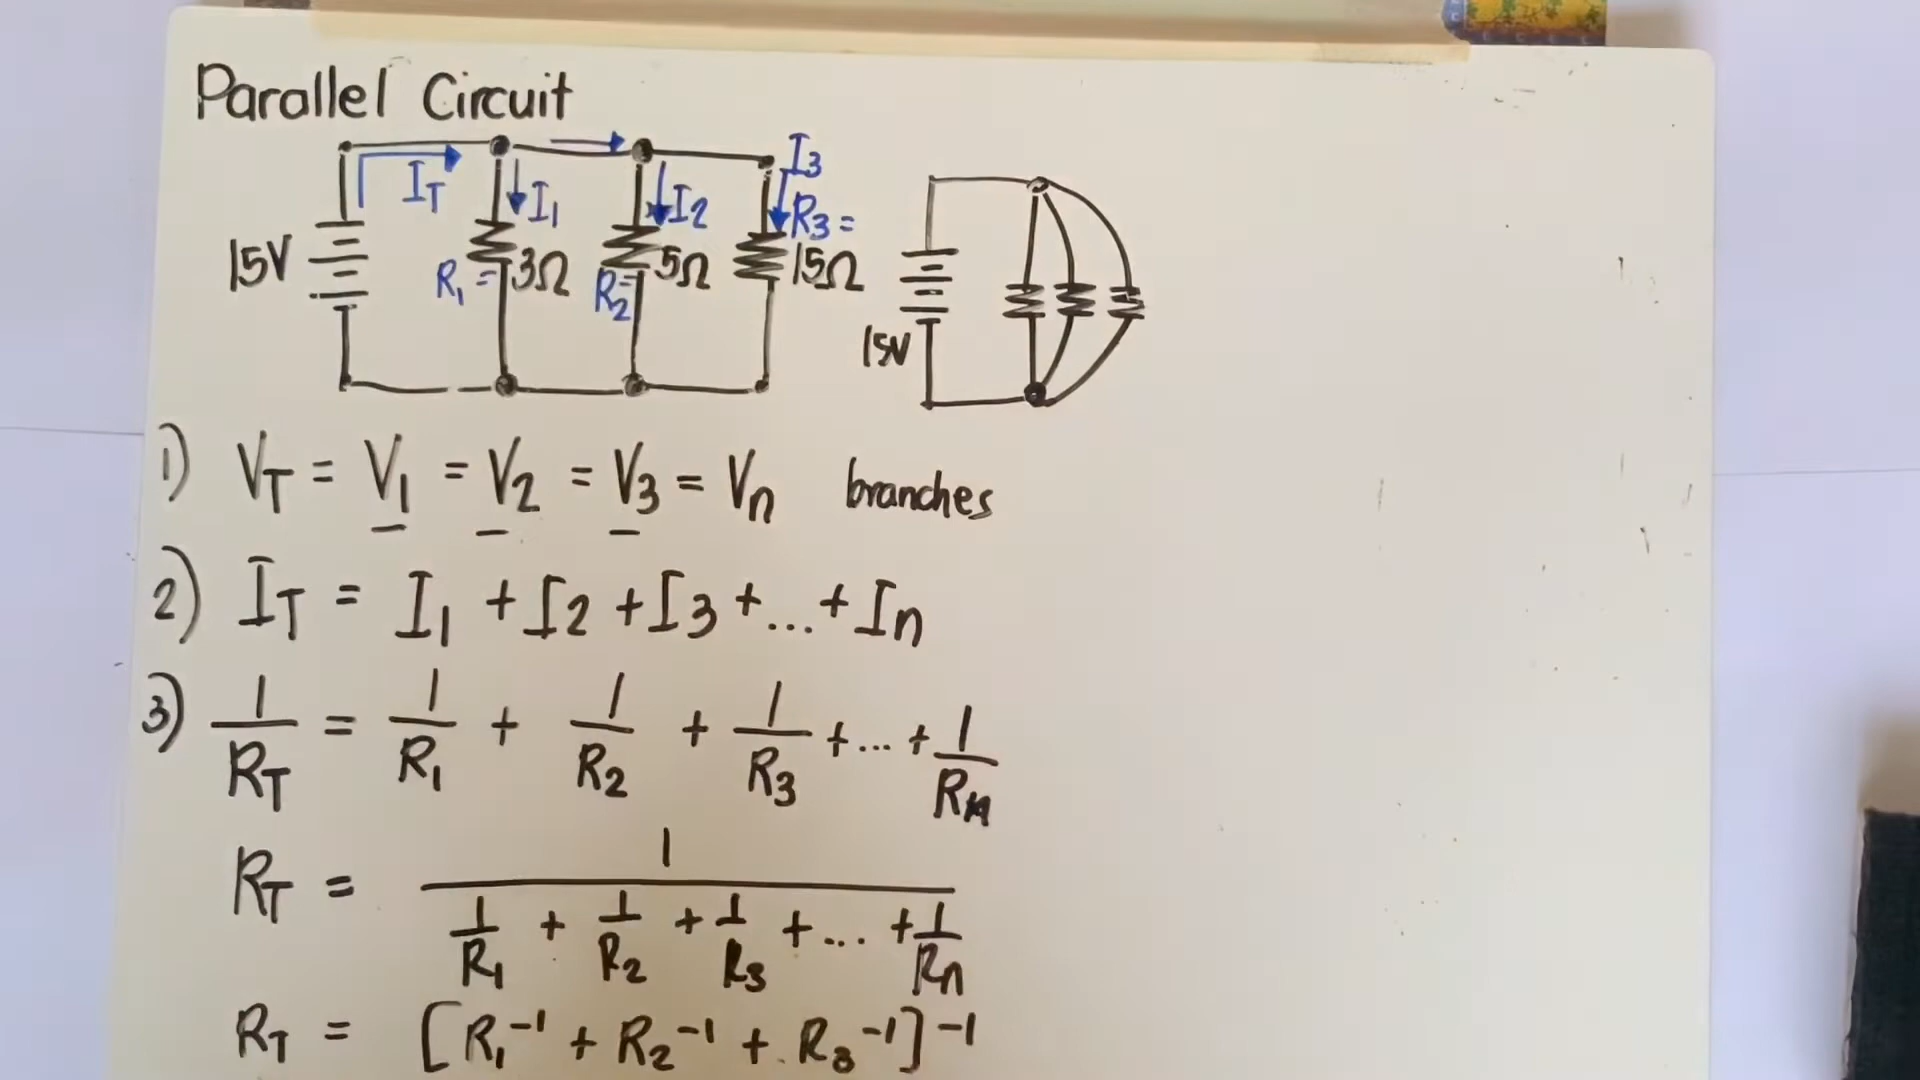 Parallel Circuit
I3
IT I1 I2 R3 =
15V R1 = 3Ω R2 = 5Ω 15Ω
15V
1) VT = V1 = V2 = V3 = Vn branches
2) IT = I1 + I2 + I3 + ... + In
3) 1/RT = 1/R1 + 1/R2 + 1/R3 + ... + 1/Rn
RT = 1/(1/R1 + 1/R2 + 1/R3 + ... + 1/Rn)
RT = [R1^-1 + R2^-1 + R3^-1]^-1